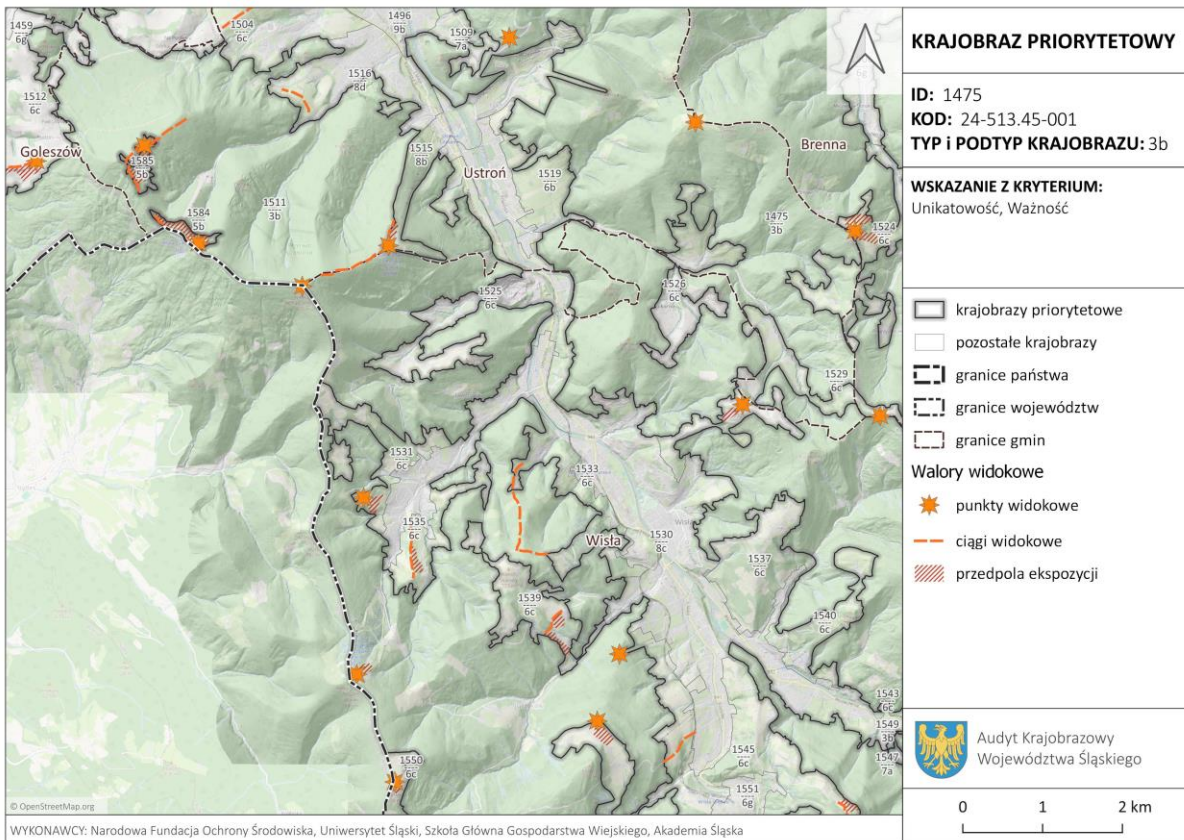 1459
6g
1504
6c
1496
9b
1509
7a
1516
8d
1512
6c
Goleszów
1585
5b
1515
8b
Ustroń
1519
6b
Brenna
1511
3b
1584
5b
1475
3b
1524
6c
1525
6c
1526
6c
1529
6c
1531
6c
1533
6c
1535
6c
Wisła
1530
8c
1537
6c
1539
6c
1540
6c
1543
6c
1549
3b
1547
7a
1545
6c
1550
6c
1551
6g
© OpenStreetMap.org
WYKONAWCY: Narodowa Fundacja Ochrony Środowiska, Uniwersytet Śląski, Szkoła Główna Gospodarstwa Wiejskiego, Akademia Śląska
KRAJOBRAZ PRIORYTETOWY
ID: 1475
KOD: 24-513.45-001
TYP i PODTYP KRAJOBRAZU: 3b
WSKAZANIE Z KRYTERIUM:
Unikatowość, Ważność
krajobrazy priorytetowe
pozostałe krajobrazy
granice państwa
granice województw
granice gmin
Walory widokowe
punkty widokowe
ciągi widokowe
przedpola ekspozycji
Audyt Krajobrazowy
Województwa Śląskiego
0 1 2 km